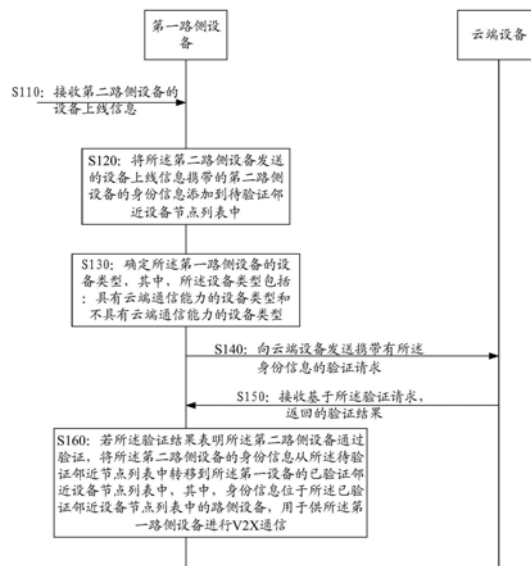 第一路侧设
备
云端设备
S110：接收第二路侧设备的
设备上线信息
S120：将所述第二路侧设备发送
的设备上线信息携带的第二路侧
设备的身份信息添加到待验证邻
近设备节点列表中
S130：确定所述第一路侧设备的设
备类型，其中，所述设备类型包括
：具有云端通信能力的设备类型和
不具有云端通信能力的设备类型
S140：向云端设备发送携带有所述
身份信息的验证请求
S150：接收基于所述验证请求，
返回的验证结果
S160：若所述验证结果表明所述第二路侧设备通过
验证，将所述第二路侧设备的身份信息从所述待验
证邻近节点列表中转移到所述第一设备的已验证邻
近设备节点列表中，其中，身份信息位于所述已验
证邻近设备节点列表中的路侧设备，用于供所述第
一路侧设备进行V2X通信